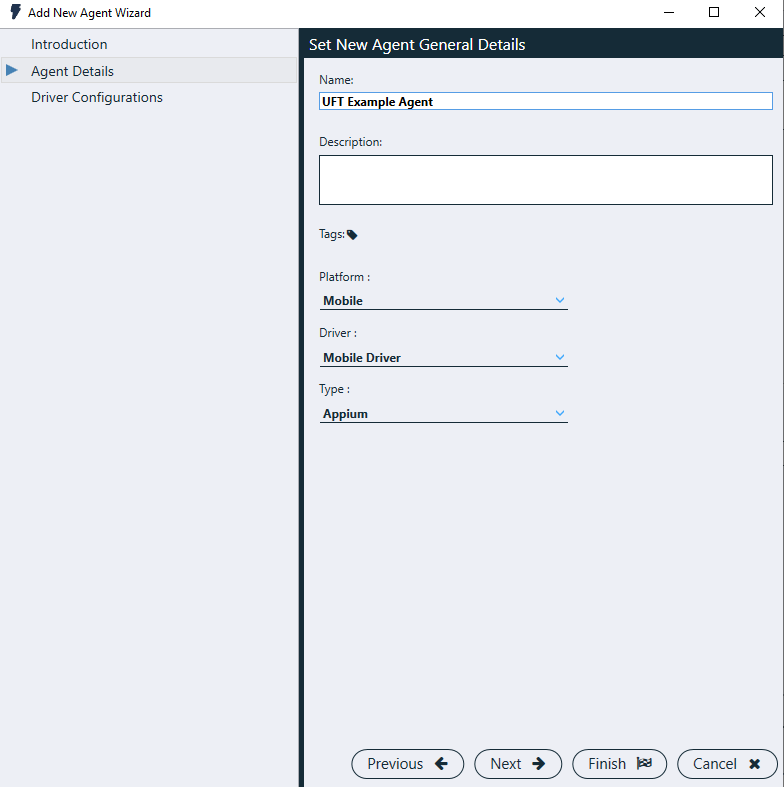 Add New Agent Wizard
Introduction
Agent Details
Driver Configurations
Set New Agent General Details
Name:
UFT Example Agent
Description:
Tags:
Platform :
Mobile
Driver :
Mobile Driver
Type :
Appium
Previous
Next
Finish
Cancel